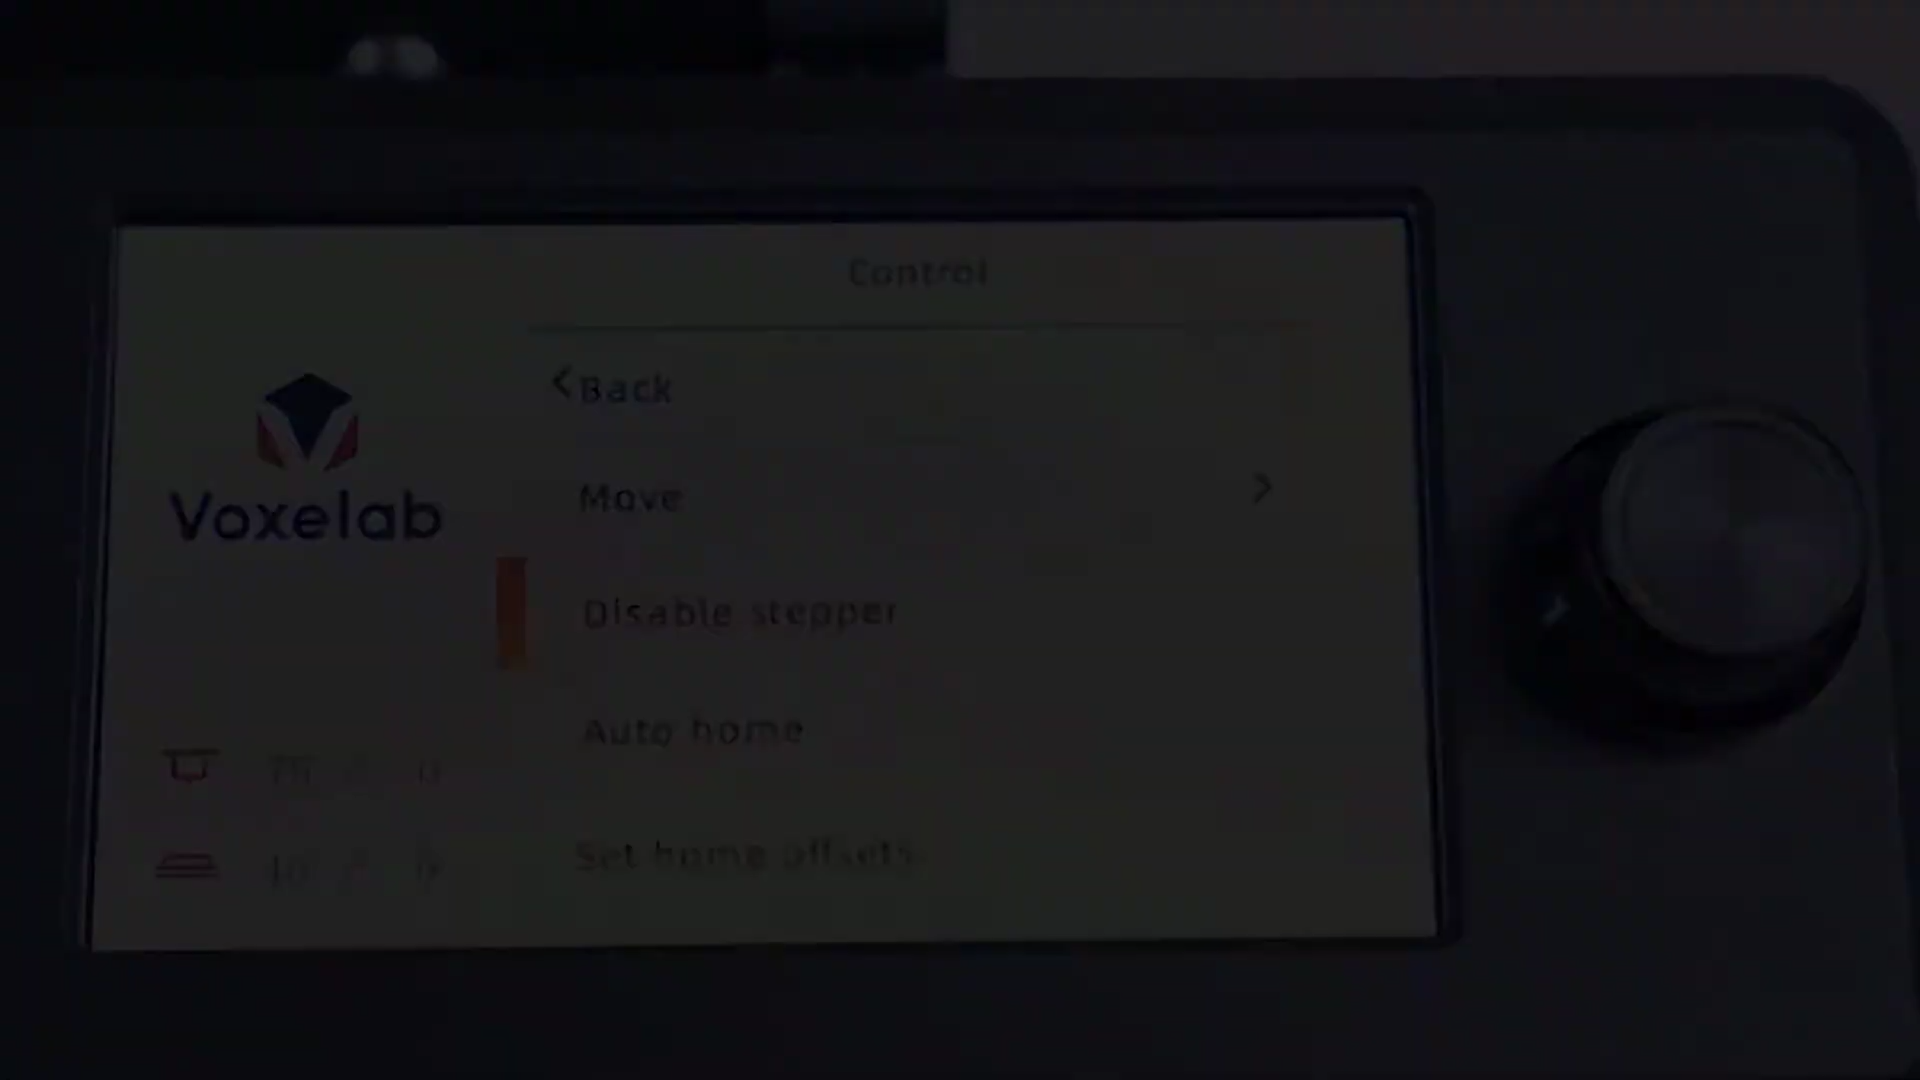 Control
<Back
Move >
Voxelab
Disable stepper
Auto home
Set home offsets